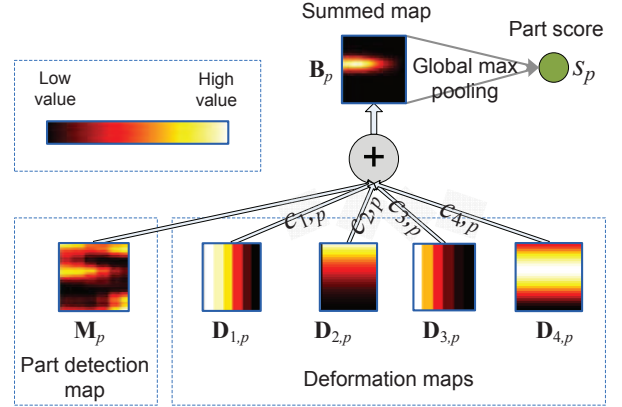 Summed map
Part score
Low value
High value
B_p
Global max pooling
s_p
+
c_{1,p}
c_{2,p}
c_{3,p}
c_{4,p}
M_p
D_{1,p}
D_{2,p}
D_{3,p}
D_{4,p}
Part detection map
Deformation maps